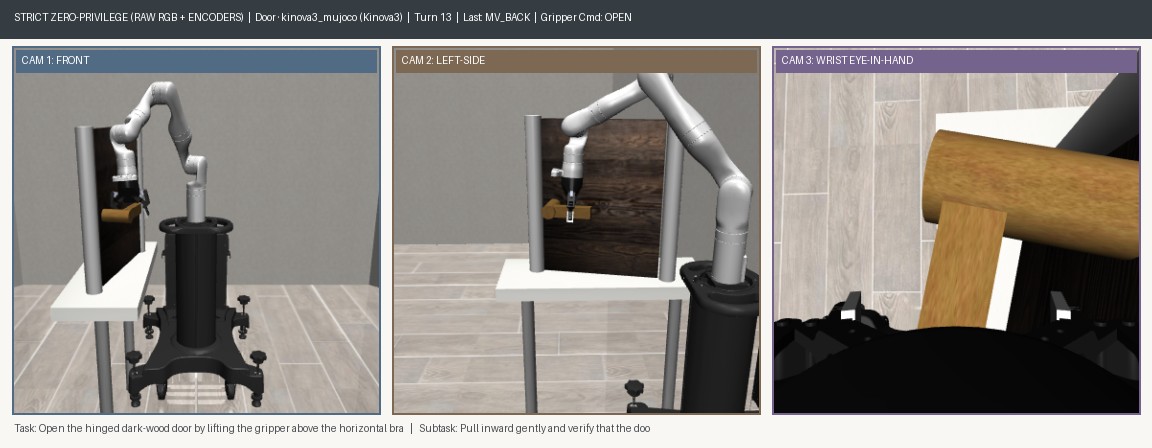 STRICT ZERO-PRIVILEGE (RAW RGB + ENCODERS) | Door · kinova3_mujoco (Kinova3) | Turn 13 | Last MV_BACK | Gripper Cmd: OPEN
CAM 1: FRONT
CAM 2: LEFT-SIDE
CAM 3: WRIST EYE-IN-HAND
Task: Open the hinged dark-wood door by lifting the gripper above the horizontal bra | Subtask: Pull inward gently and verify that the doo